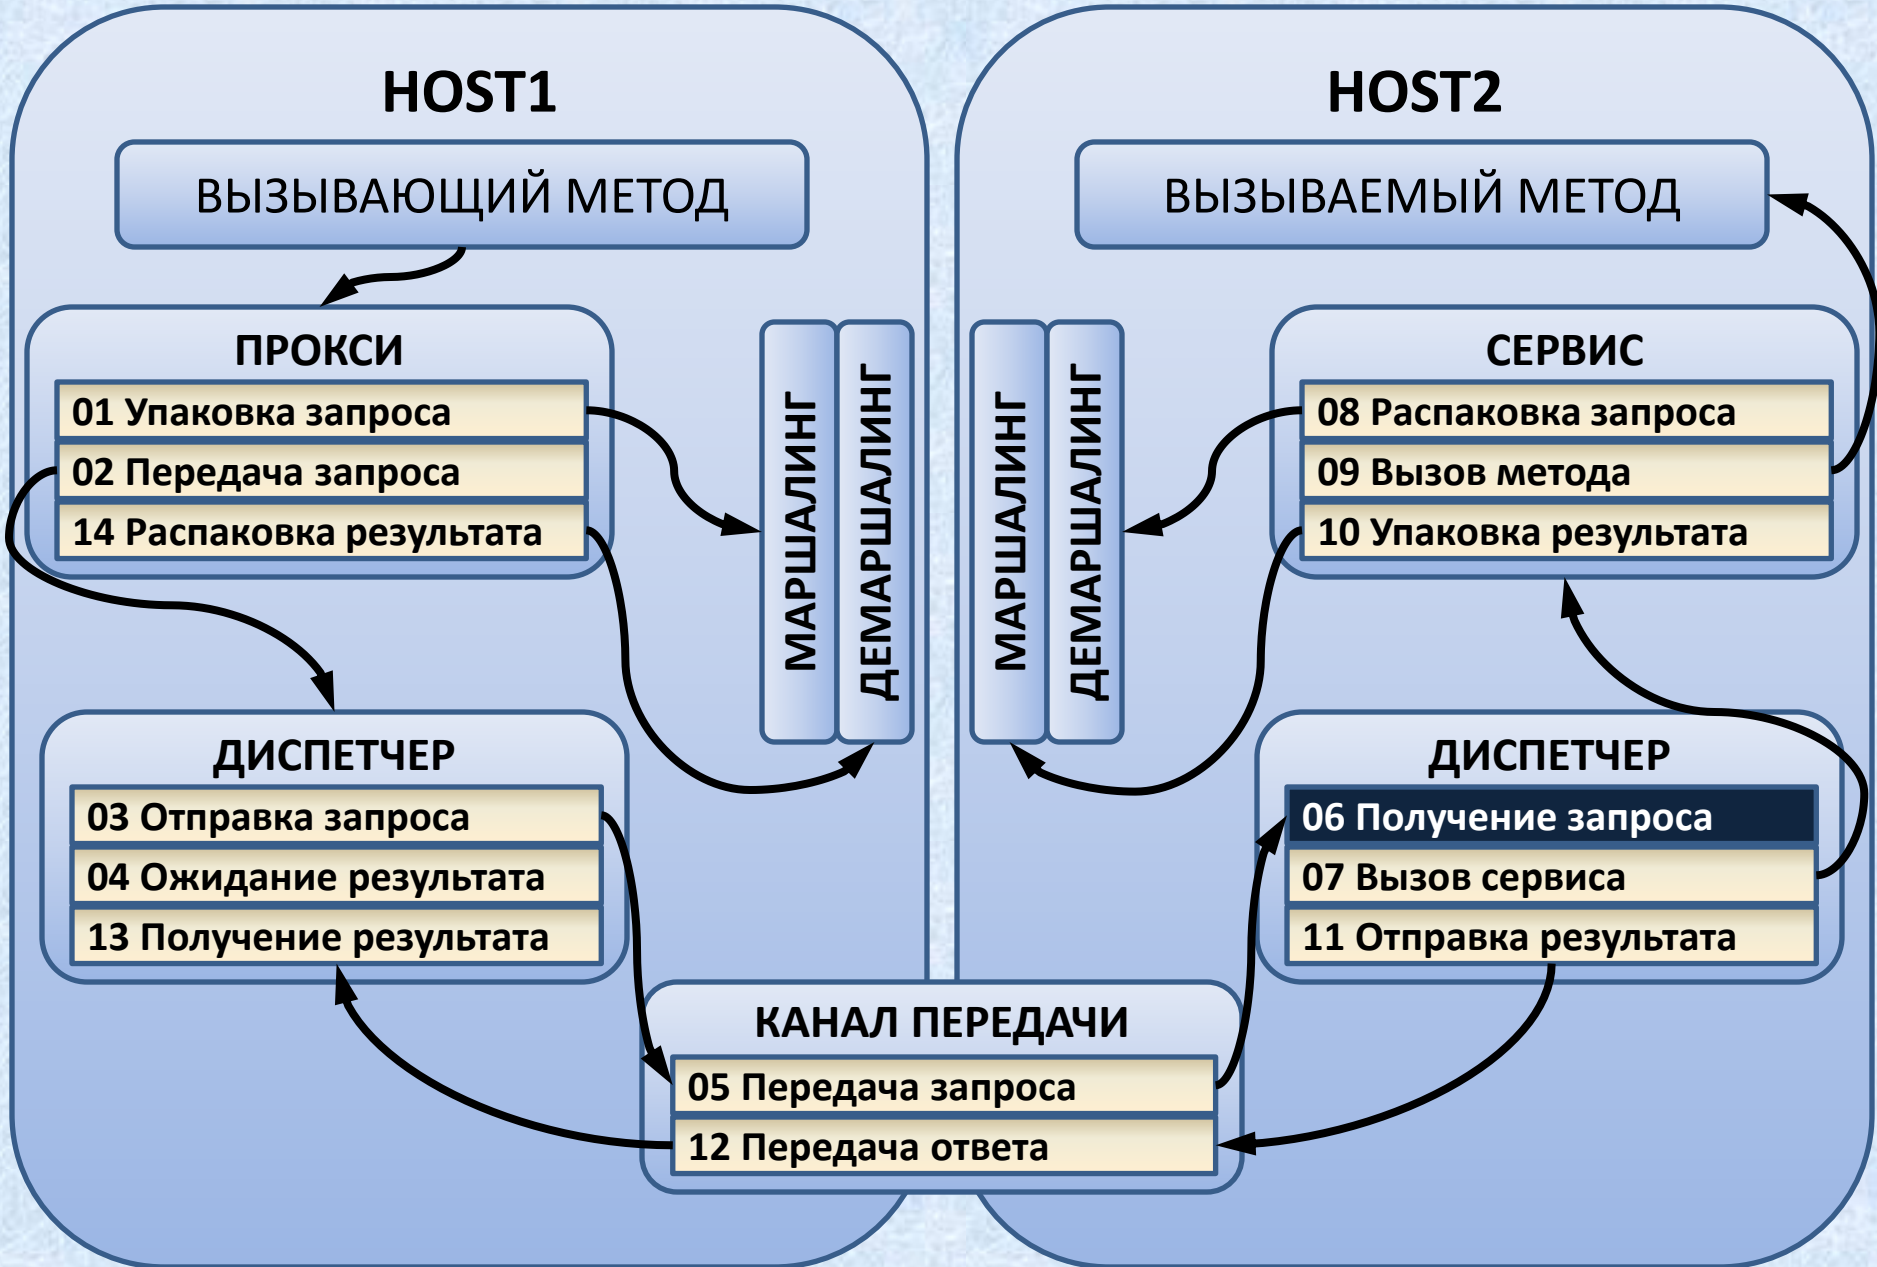 HOST1
ВЫЗЫВАЮЩИЙ МЕТОД
ПРОКСИ
01 Упаковка запроса
02 Передача запроса
14 Распаковка результата
МАРШАЛИНГ
ДЕМАРШАЛИНГ
ДИСПЕТЧЕР
03 Отправка запроса
04 Ожидание результата
13 Получение результата
КАНАЛ ПЕРЕДАЧИ
05 Передача запроса
12 Передача ответа
HOST2
ВЫЗЫВАЕМЫЙ МЕТОД
МАРШАЛИНГ
ДЕМАРШАЛИНГ
СЕРВИС
08 Распаковка запроса
09 Вызов метода
10 Упаковка результата
ДИСПЕТЧЕР
06 Получение запроса
07 Вызов сервиса
11 Отправка результата